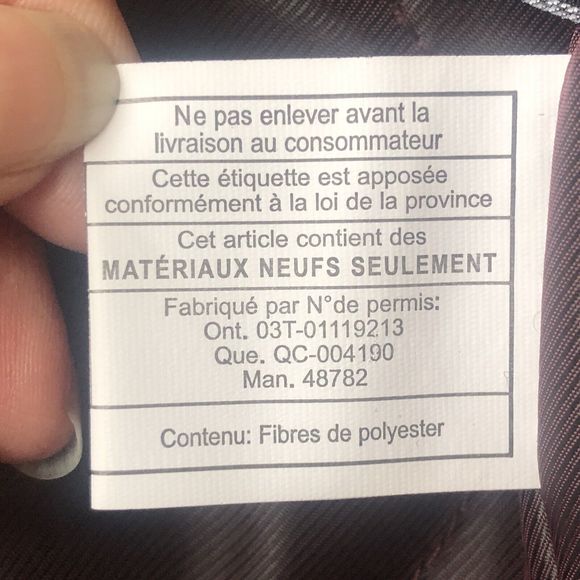 Ne pas enlever avant la
livraison au consommateur
Cette étiquette est apposée
conformément à la loi de la province
Cet article contient des
MATÉRIAUX NEUFS SEULEMENT
Fabriqué par N°de permis:
Ont. 03T-01119213
Que. QC-004190
Man. 48782
Contenu: Fibres de polyester